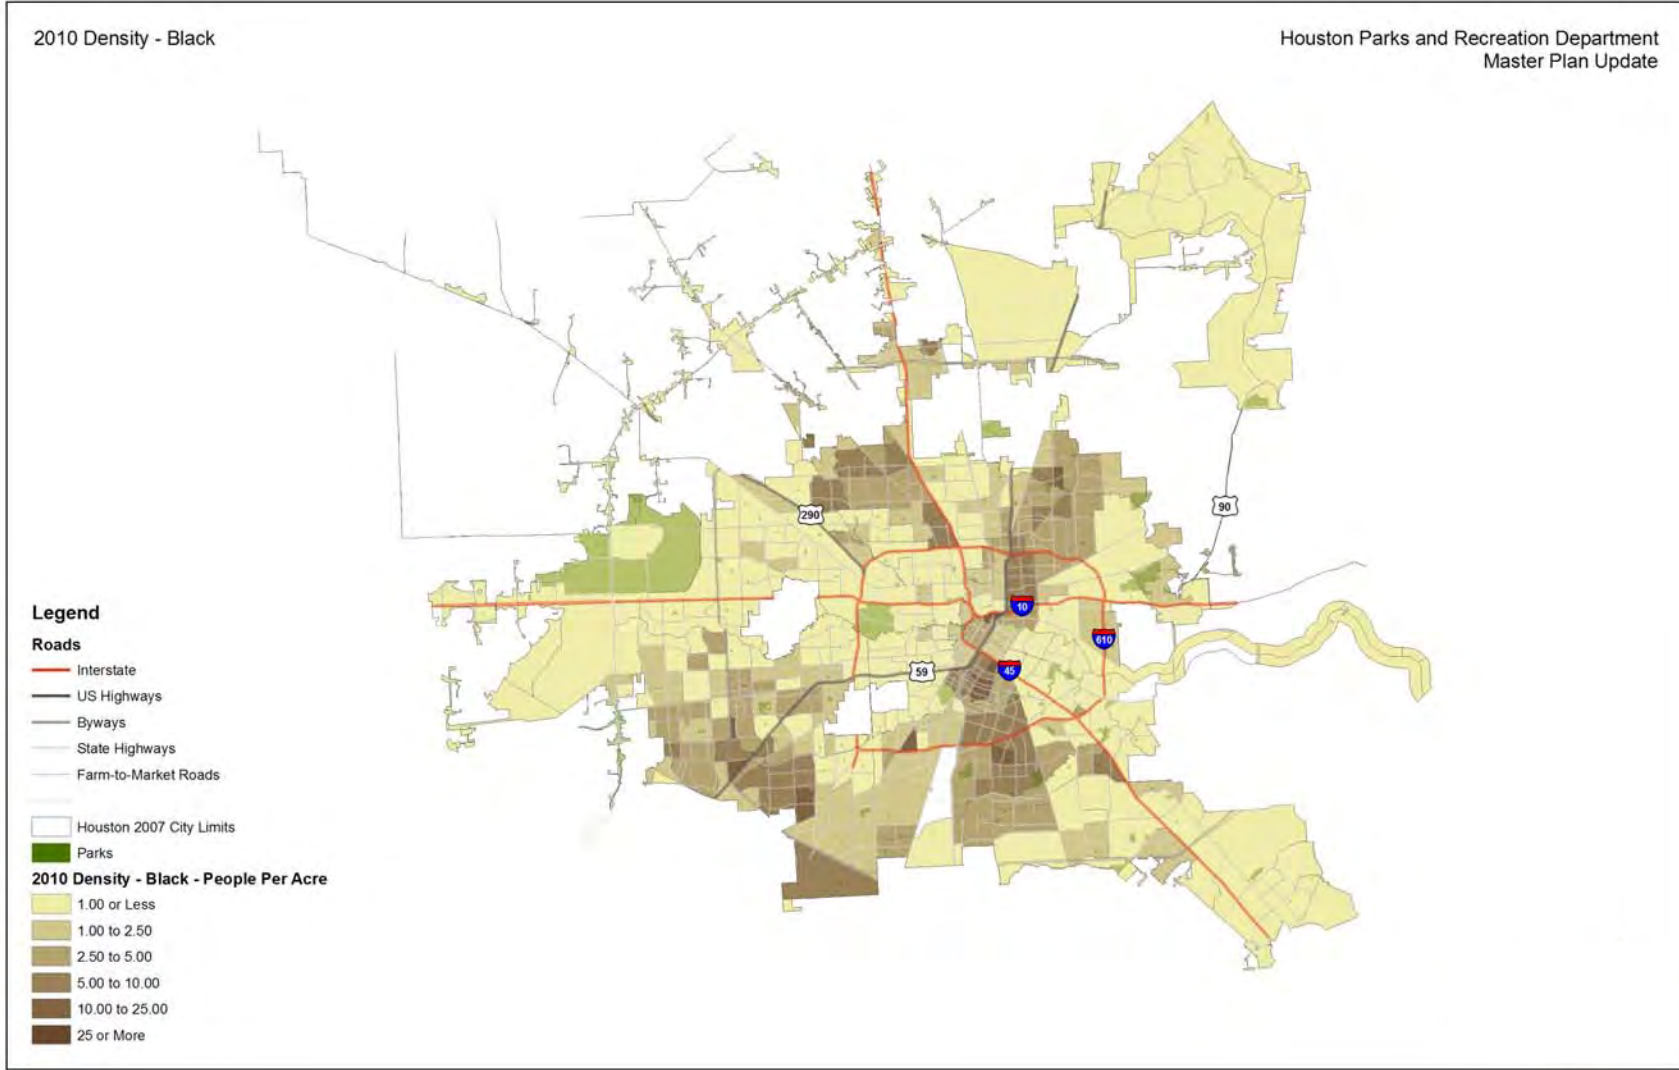 2010 Density - Black
Houston Parks and Recreation Department
Master Plan Update
290
90
10
610
59
45
Legend
Roads
Interstate
US Highways
Byways
State Highways
Farm-to-Market Roads
Houston 2007 City Limits
Parks
2010 Density - Black - People Per Acre
1.00 or Less
1.00 to 2.50
2.50 to 5.00
5.00 to 10.00
10.00 to 25.00
25 or More